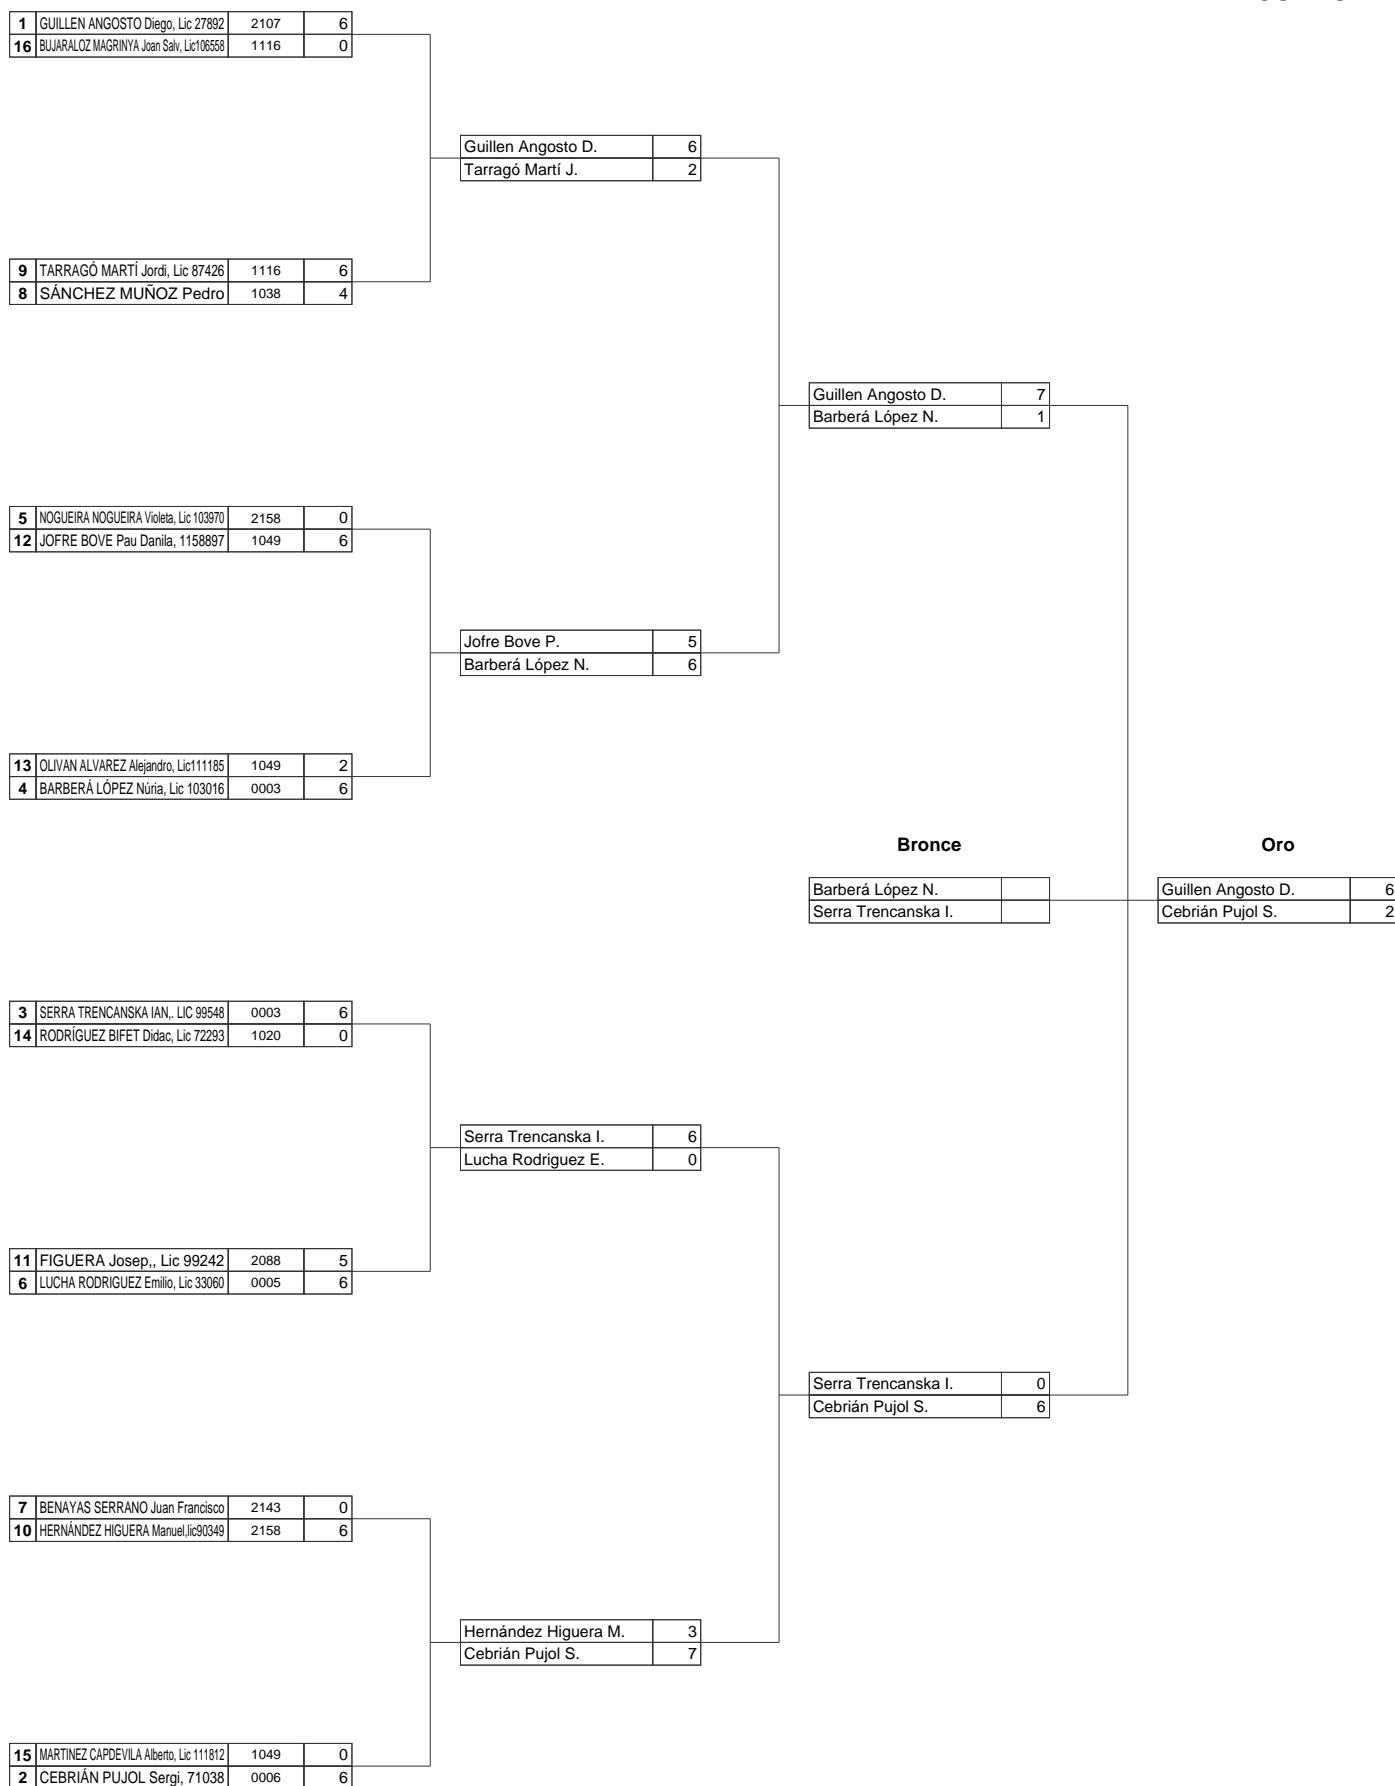 1 GUILLEN ANGOSTO Diego, Lic 27892 2107 6
16 BUJARALOZ MAGRINYA Joan Salv, Lic106558 1116 0
Guillen Angosto D. 6
Tarragó Martí J. 2
9 TARRAGÓ MARTÍ Jordi, Lic 87426 1116 6
8 SÁNCHEZ MUÑOZ Pedro 1038 4
Guillen Angosto D. 7
Barberá López N. 1
5 NOGUEIRA NOGUEIRA Violeta, Lic 103970 2158 0
12 JOFRE BOVE Pau Danila, 1158897 1049 6
Jofre Bove P. 5
Barberá López N. 6
13 OLIVAN ALVAREZ Alejandro, Lic111185 1049 2
4 BARBERÁ LÓPEZ Núria, Lic 103016 0003 6
Bronce Oro
Barberá López N. Guillen Angosto D. 6
Serra Trencanska I. Cebrián Pujol S. 2
3 SERRA TRENCANSKA IAN,. LIC 99548 0003 6
14 RODRÍGUEZ BIFET Didac, Lic 72293 1020 0
Serra Trencanska I. 6
Lucha Rodriguez E. 0
11 FIGUERA Josep,, Lic 99242 2088 5
6 LUCHA RODRIGUEZ Emilio, Lic 33060 0005 6
Serra Trencanska I. 0
Cebrián Pujol S. 6
7 BENAYAS SERRANO Juan Francisco 2143 0
10 HERNÁNDEZ HIGUERA Manuel,lic90349 2158 6
Hernández Higuera M. 3
Cebrián Pujol S. 7
15 MARTINEZ CAPDEVILA Alberto, Lic 111812 1049 0
2 CEBRIÁN PUJOL Sergi, 71038 0006 6